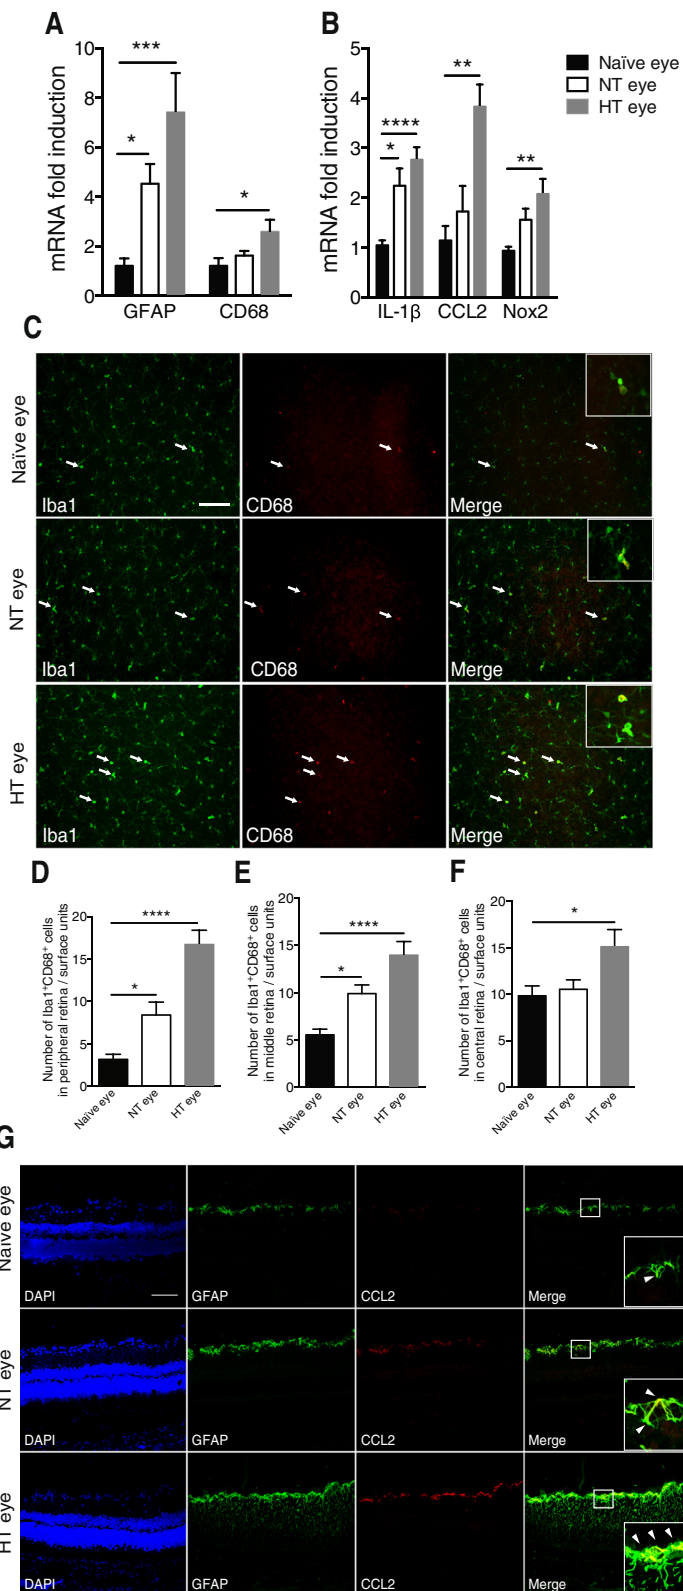 A
mRNA fold induction
10
8
6
4
2
0
***
*
*
GFAP CD68
B
mRNA fold induction
5
4
3
2
1
0
****
*
**
**
IL-1β CCL2 Nox2
Naïve eye
NT eye
HT eye
C
Naïve eye
Iba1 CD68 Merge
NT eye
Iba1 CD68 Merge
HT eye
Iba1 CD68 Merge
D
Number of Iba1⁺CD68⁺ cells
in peripheral retina / surface units
20
15
10
5
0
****
*
Naïve eye NT eye HT eye
E
Number of Iba1⁺CD68⁺ cells
in middle retina / surface units
20
15
10
5
0
****
*
Naïve eye NT eye HT eye
F
Number of Iba1⁺CD68⁺ cells
in central retina / surface units
20
15
10
5
0
*
Naïve eye NT eye HT eye
G
Naïve eye
DAPI GFAP CCL2 Merge
NT eye
DAPI GFAP CCL2 Merge
HT eye
DAPI GFAP CCL2 Merge